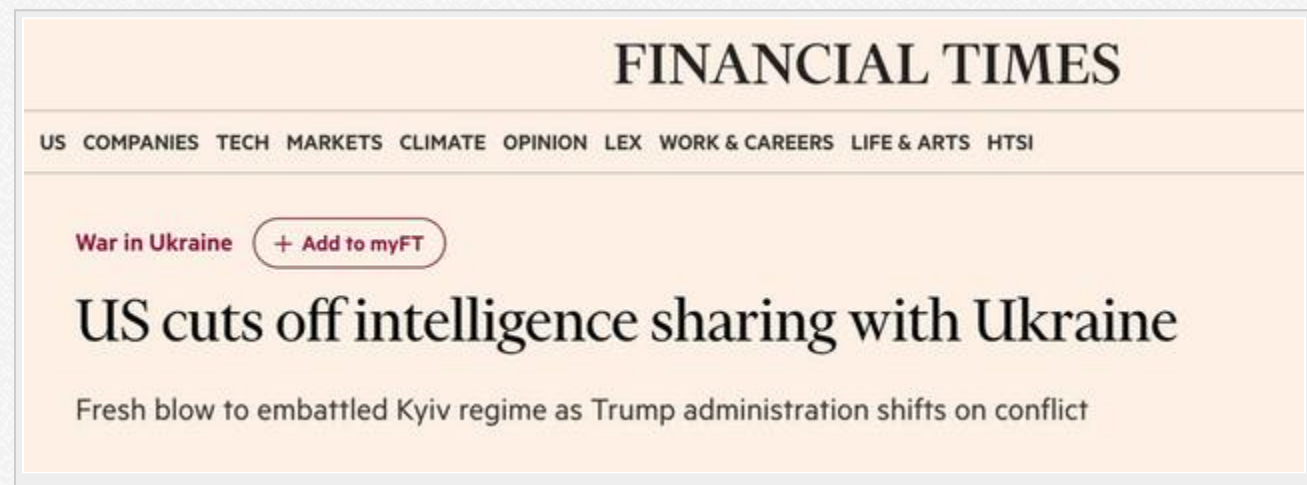 FINANCIAL TIMES
US COMPANIES TECH MARKETS CLIMATE OPINION LEX WORK & CAREERS LIFE & ARTS HTSI
War in Ukraine + Add to myFT
US cuts off intelligence sharing with Ukraine
Fresh blow to embattled Kyiv regime as Trump administration shifts on conflict